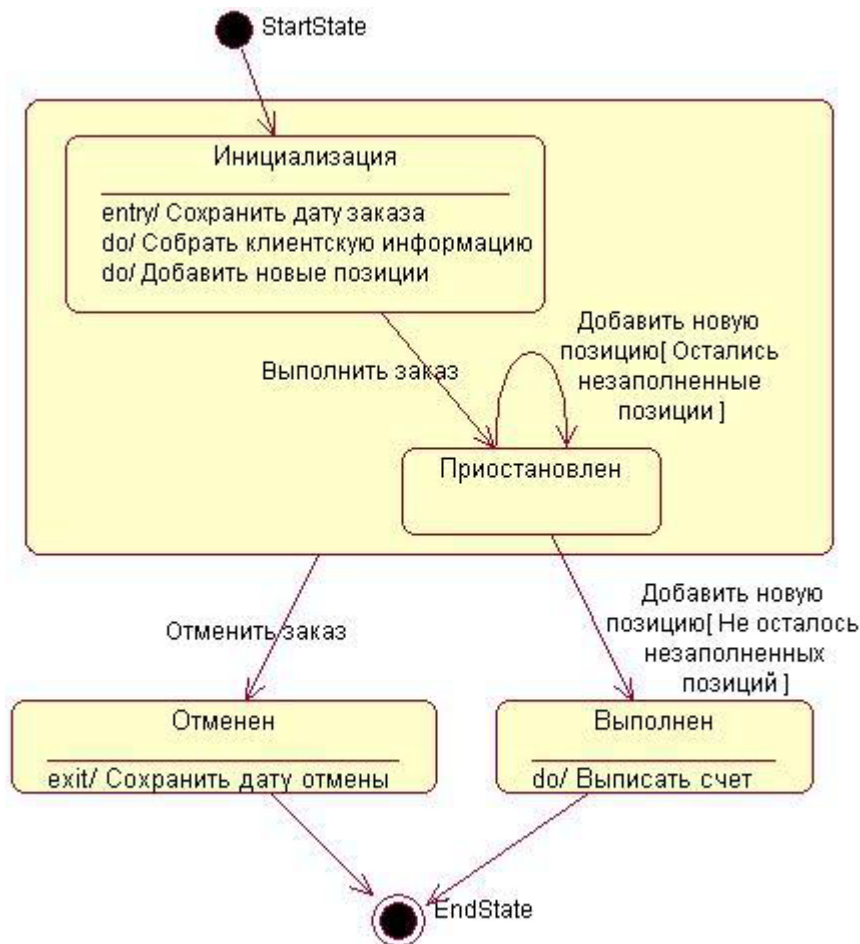 StartState
Инициализация
entry/ Сохранить дату заказа
do/ Собрать клиентскую информацию
do/ Добавить новые позиции
Выполнить заказ
Добавить новую
позицию[ Остались
незаполненные
позиции ]
Приостановлен
Отменить заказ
Добавить новую
позицию[ Не осталось
незаполненных
позиций ]
Отменен
exit/ Сохранить дату отмены
Выполнен
do/ Выписать счет
EndState